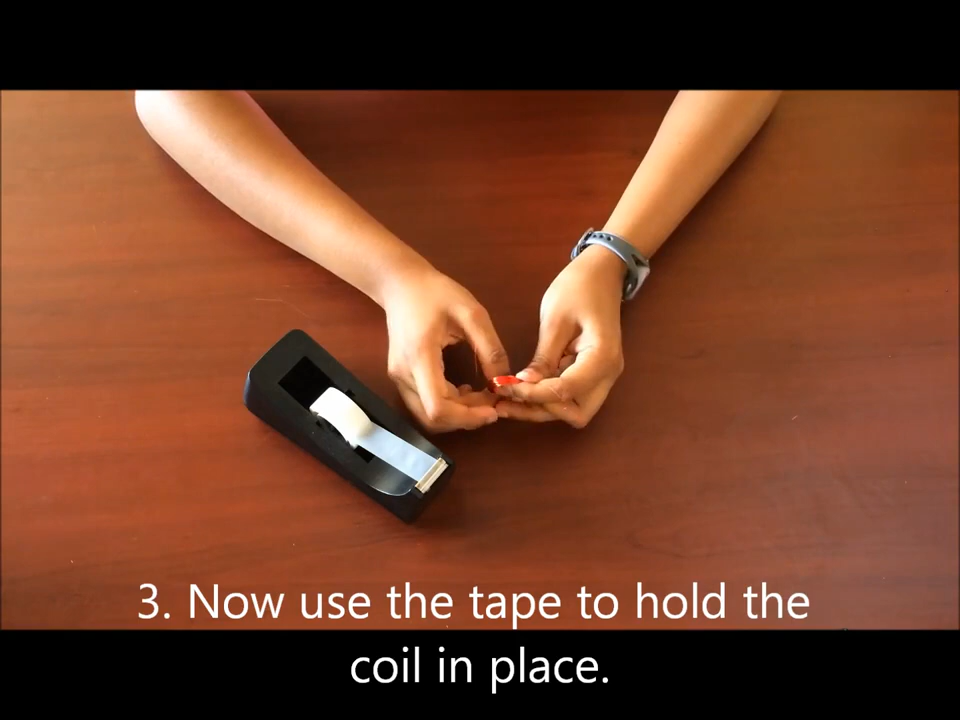 3. Now use the tape to hold the
coil in place.